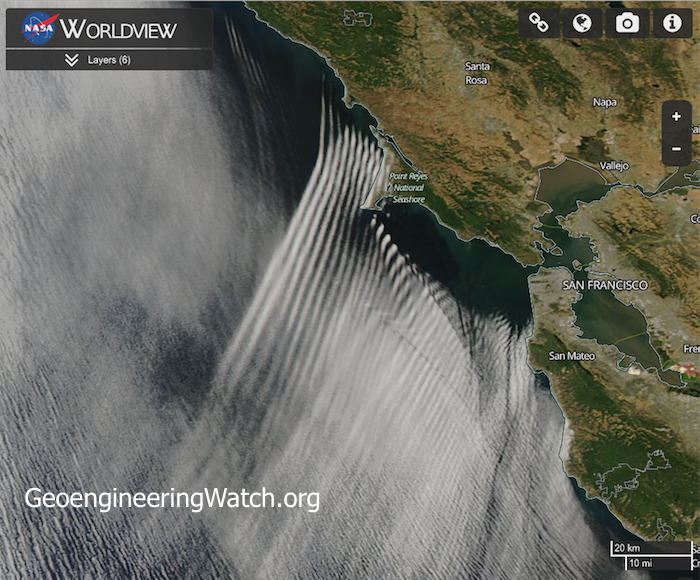 NASA WORLDVIEW
Layers (6)
Santa
Rosa
Napa
+
−
Vallejo
Point Reyes
National
Seashore
SAN FRANCISCO
San Mateo
Fre
GeoengineeringWatch.org
20 km
10 mi